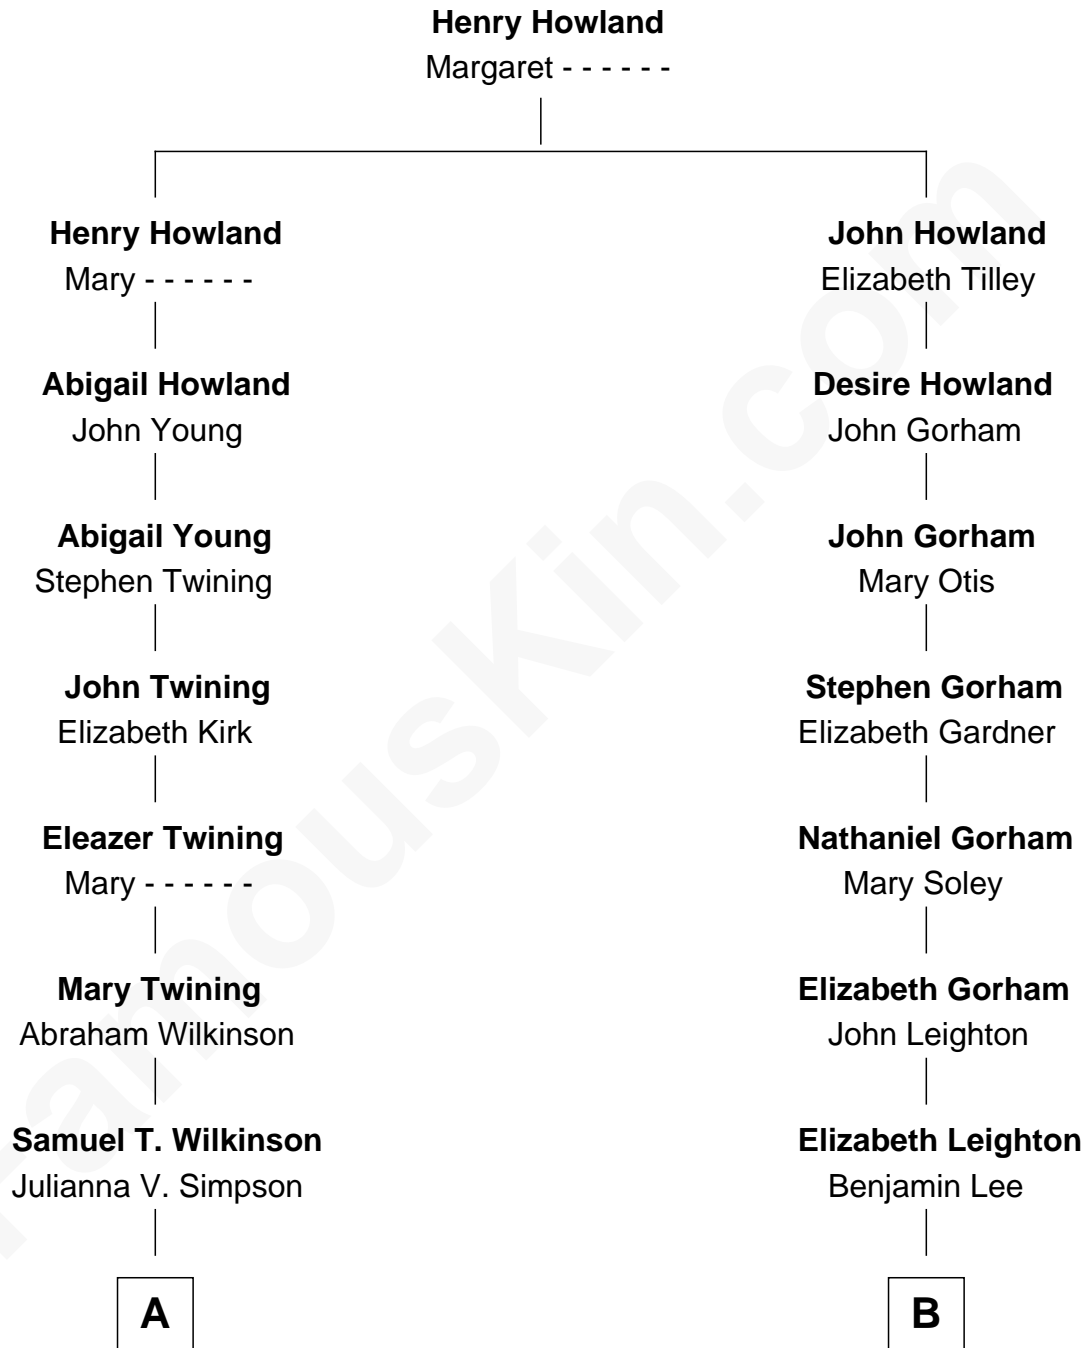 Henry Howland
Margaret - - - - - -
Henry Howland
Mary - - - - - -
Abigail Howland
John Young
Abigail Young
Stephen Twining
John Twining
Elizabeth Kirk
Eleazer Twining
Mary - - - - - -
Mary Twining
Abraham Wilkinson
Samuel T. Wilkinson
Julianna V. Simpson
A
John Howland
Elizabeth Tilley
Desire Howland
John Gorham
John Gorham
Mary Otis
Stephen Gorham
Elizabeth Gardner
Nathaniel Gorham
Mary Soley
Elizabeth Gorham
John Leighton
Elizabeth Leighton
Benjamin Lee
B
FamousKin.com